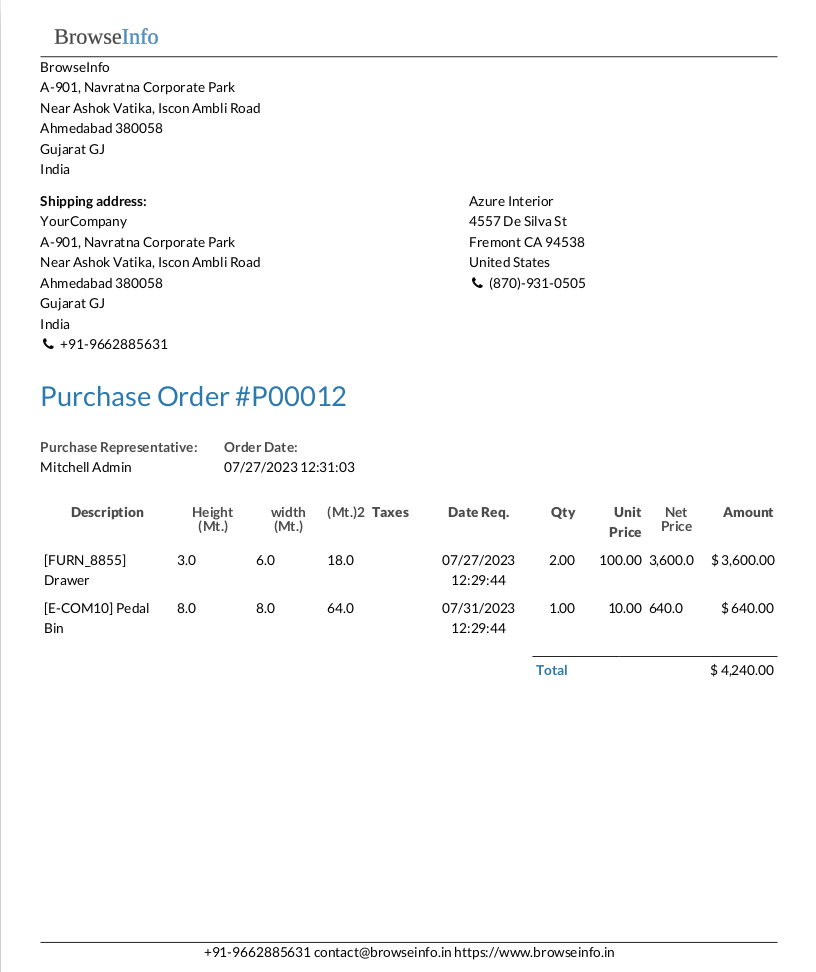 BrowseInfo
BrowseInfo
A-901, Navratna Corporate Park
Near Ashok Vatika, Iscon Ambli Road
Ahmedabad 380058
Gujarat GJ
India
Shipping address:
YourCompany
A-901, Navratna Corporate Park
Near Ashok Vatika, Iscon Ambli Road
Ahmedabad 380058
Gujarat GJ
India
+91-9662885631
Azure Interior
4557 De Silva St
Fremont CA 94538
United States
(870)-931-0505
Purchase Order #P00012
Purchase Representative: Order Date:
Mitchell Admin 07/27/2023 12:31:03
Description Height (Mt.) width (Mt.) (Mt.)2 Taxes Date Req. Qty Unit Price Net Price Amount
[FURN_8855] 3.0 6.0 18.0 07/27/2023 2.00 100.00 3,600.0 $ 3,600.00
Drawer 12:29:44
[E-COM10] Pedal 8.0 8.0 64.0 07/31/2023 1.00 10.00 640.0 $ 640.00
Bin 12:29:44
Total $ 4,240.00
+91-9662885631 contact@browseinfo.in https://www.browseinfo.in